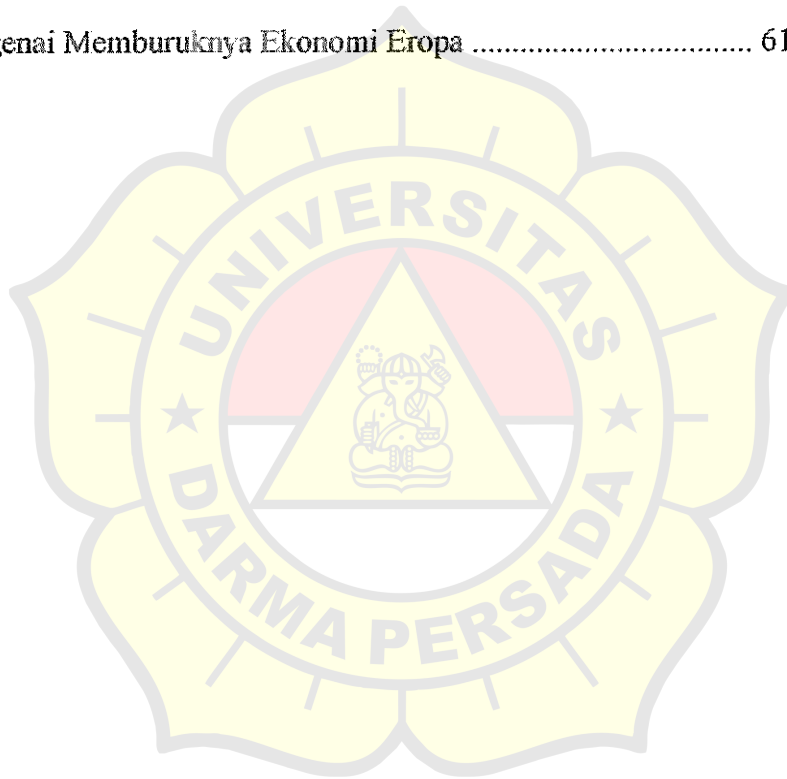 genai Memburuknya Ekonomi Eropa .................................. 61
UNIVERSITAS
DARMA PERSADA